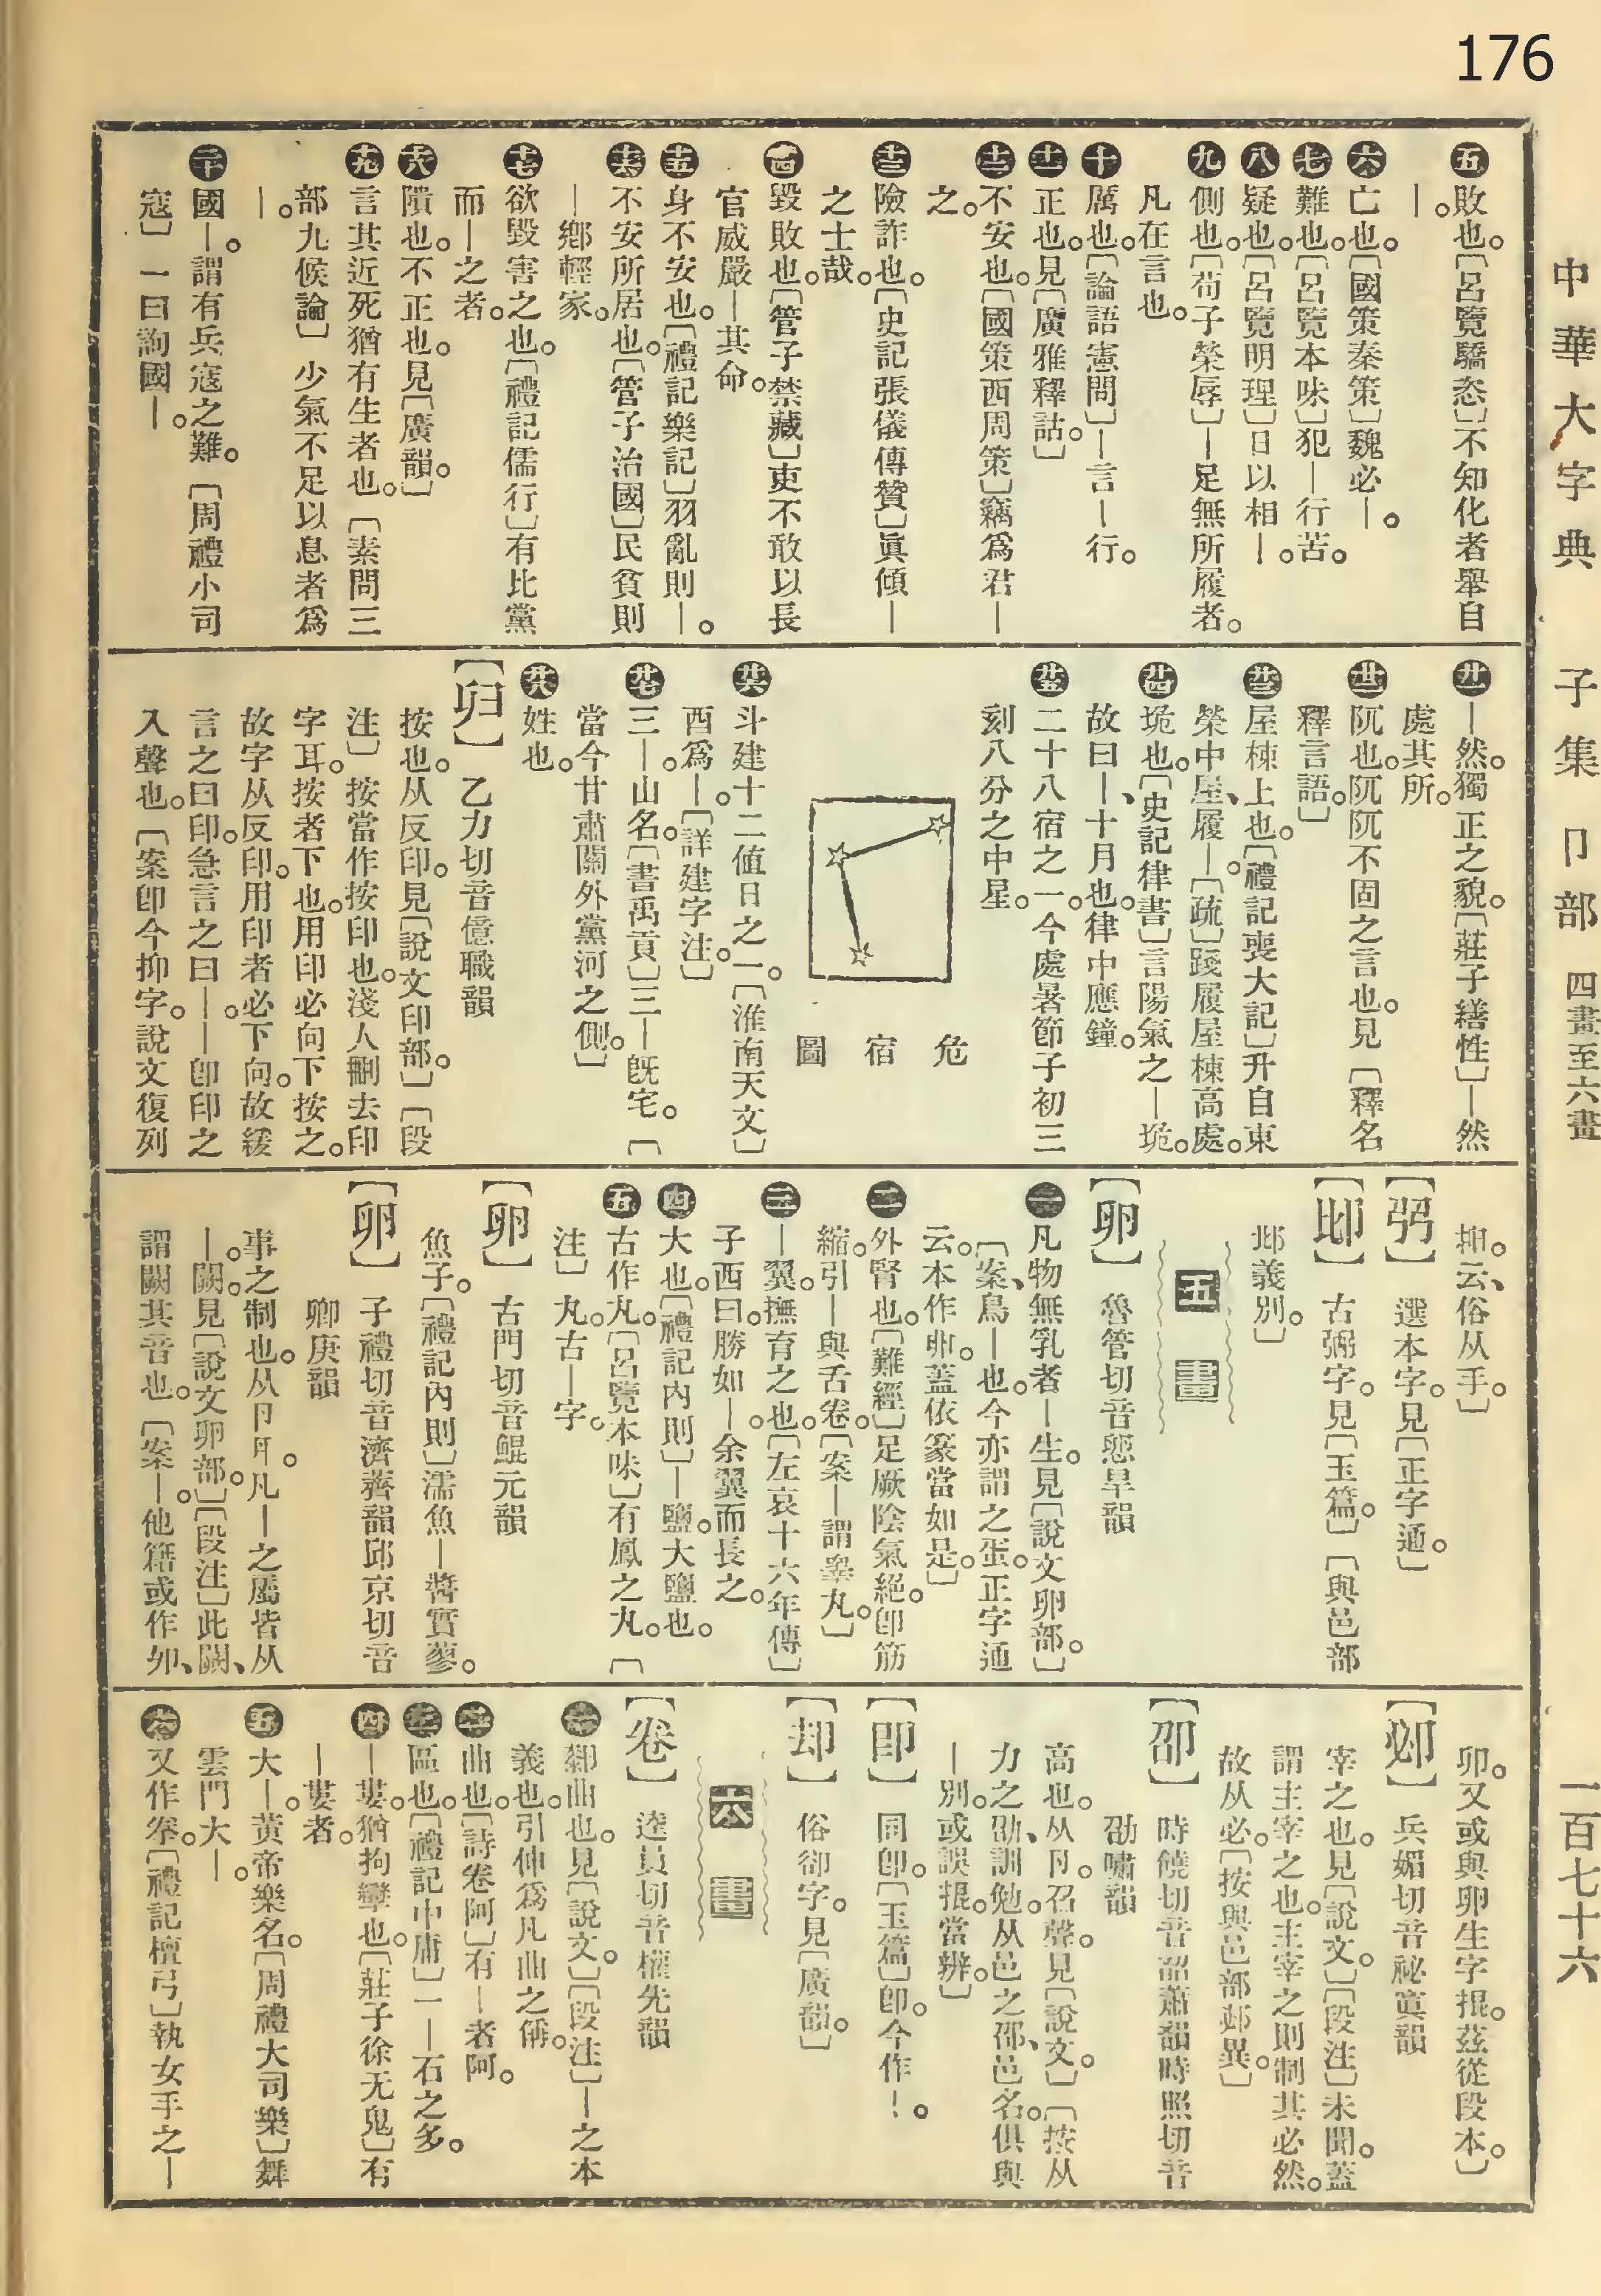 176
中華大字典　子集　卩部　四畫至六畫　一百七十六
五 敗也。〔呂覽驕恣〕不知化者舉自
｜。
六 亡也。〔國策秦策〕魏必｜。
七 難也。〔呂覽本味〕犯｜行苦。
八 疑也。〔呂覽明理〕日以相｜。
九 側也。〔荀子榮辱〕｜足無所履者。
凡在言也。
十 厲也。〔論語憲問〕｜言｜行。
十一 正也。見〔廣雅釋詁。〕
十二 不安也。〔國策西周策〕竊爲君｜
之。
十三 險詐也。〔史記張儀傳贊〕眞傾｜
之士哉。
十四 毀敗也。〔管子禁藏〕吏不敢以長
官威嚴｜其命。
十五 身不安也。〔禮記樂記〕羽亂則｜。
十六 不安所居也。〔管子治國〕民貧則
｜鄉輕家。
十七 欲毀害之也。〔禮記儒行〕有比黨
而｜之者。
十八 隤也。不正也。見〔廣韻。〕
十九 言其近死猶有生者也。〔素問三
部九候論〕少氣不足以息者爲
｜。
二十 國｜。謂有兵寇之難。〔周禮小司
寇〕一曰詢國｜。
廿一 ｜然。獨正之貌。〔莊子繕性〕｜然
處其所。
廿二 阢也。阢阢不固之言也。見〔釋名
釋言語。〕
廿三 屋棟上也。〔禮記喪大記〕升自東
榮中屋、履｜。〔疏〕踐履屋棟高處。
廿四 垝也。〔史記律書〕言陽氣之｜垝。
故曰｜、十月也。律中應鐘。
廿五 二十八宿之一。今處暑節子初三
刻八分之中星。
危宿圖
廿六 斗建十二值日之一。〔淮南天文〕
酉爲｜。〔詳建字注。〕
廿七 三｜。山名。〔書禹貢〕三｜旣宅。〔
當今甘肅關外黨河之側。〕
廿八 姓也。
【𢑏】乙力切音億職韻
按也。从反印。見〔說文印部。〕〔段
注〕按當作按印也。淺人刪去印
字耳。按者下也。用印必向下按之。
故字从反印。用印者必下向。故緩
言之曰印。急言之曰｜。｜卽印之
入聲也。〔案卽今抑字。說文復列
抑。云、俗从手。〕
【弜】選本字。見〔正字通。〕
【𨙸】古弼字。見〔玉篇。〕〔與邑部
邶義別。〕
五畫
【卵】魯管切音戀旱韻
一 凡物無乳者｜生。見〔說文卵部。〕
〔案、鳥｜也。今亦謂之蛋。正字通
云。本作卵。蓋依篆當如是。〕
二 外腎也。〔難經〕足厥陰氣絕。卽筋
縮。引｜與舌卷。〔案｜謂睾丸。〕
三 ｜翼。撫育之也。〔左哀十六年傳〕
子西曰。勝如｜。余翼而長之。
四 大也。〔禮記內則〕｜鹽。大鹽也。
五 古作丸。〔呂覽本味〕有鳳之丸。〔
注〕丸。古｜字。
【卵】古門切音鯤元韻
魚子。〔禮記內則〕濡魚｜醬實蓼。
【卯】子禮切音濟薺韻邱京切音
卿庚韻
事之制也。从卩𠨎。凡｜之屬皆从
｜。闕。見〔說文卯部。〕〔段注〕此闕、
謂闕其音也。〔案｜。他籍或作夘、
卯。又或與卵生字掍。茲從段本。〕
【𠨘】兵媚切音祕寘韻
宰之也。見〔說文。〕〔段注〕未聞。蓋
謂主宰之也。主宰之則制其必然。
故从必。〔按與邑部邲異。〕
【卲】時饒切音韶蕭韻時照切音
劭嘯韻
高也。从卩。召聲。見〔說文。〕〔按从
力之劭、訓勉。从邑之邵、邑名。俱與
｜別。或誤掍。當辨。〕
【卽】同卽。〔玉篇〕卽。今作｜。
【却】俗卻字。見〔廣韻。〕
六畫
【卷】逵員切音權先韻
一 厀曲也。見〔說文。〕〔段注〕｜之本
義也。引伸爲凡曲之偁。
二 曲也。〔詩卷阿〕有｜者阿。
三 區也。〔禮記中庸〕一｜石之多。
四 ｜婁。猶拘攣也。〔莊子徐无鬼〕有
｜婁者。
五 大｜。黃帝樂名。〔周禮大司樂〕舞
雲門大｜。
六 又作弮。〔禮記檀弓〕執女手之｜